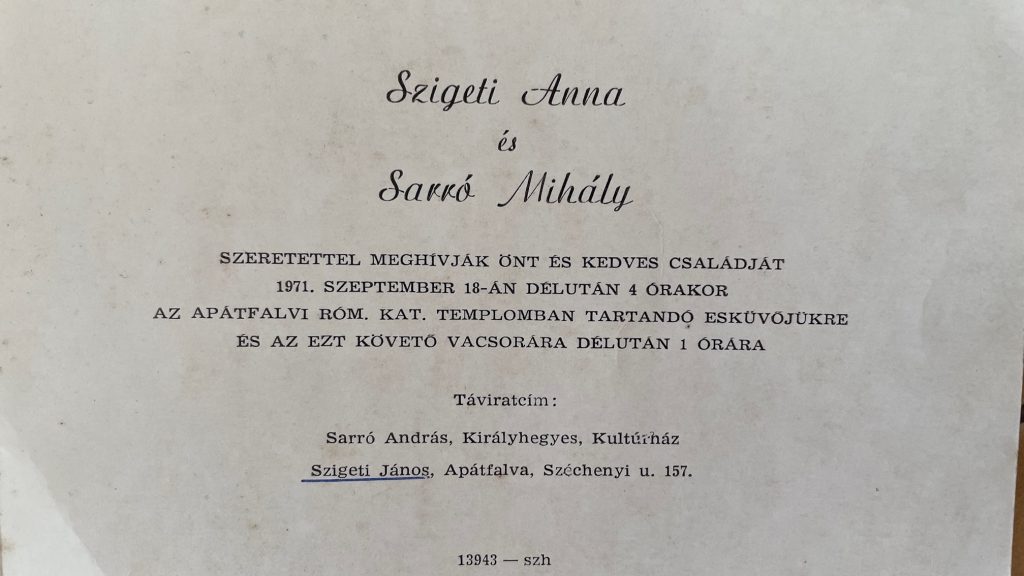 Szigeti Anna
és
Sarró Mihály
SZERETETTEL MEGHÍVJÁK ÖNT ÉS KEDVES CSALÁDJÁT
1971. SZEPTEMBER 18-ÁN DÉLUTÁN 4 ÓRAKOR
AZ APÁTFALVI RÓM. KAT. TEMPLOMBAN TARTANDÓ ESKÜVŐJÜKRE
ÉS AZ EZT KÖVETŐ VACSORÁRA DÉLUTÁN 1 ÓRÁRA
Táviratcím:
Sarró András, Királyhegyes, Kultúrház
Szigeti János, Apátfalva, Széchenyi u. 157.
13943 — szh